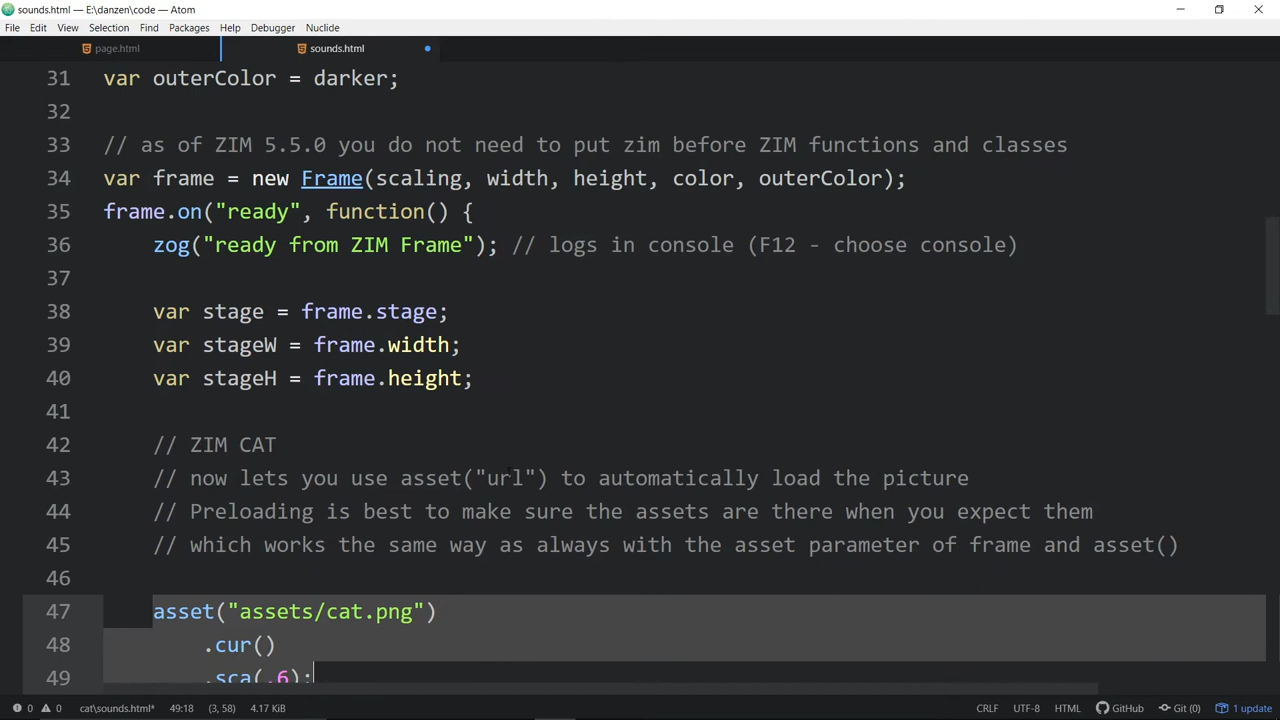 sounds.html — E:\danzen\code — Atom
File Edit View Selection Find Packages Help Debugger Nuclide
page.html sounds.html
31 var outerColor = darker;
32
33 // as of ZIM 5.5.0 you do not need to put zim before ZIM functions and classes
34 var frame = new Frame(scaling, width, height, color, outerColor);
35 frame.on("ready", function() {
36 zog("ready from ZIM Frame"); // logs in console (F12 - choose console)
37
38 var stage = frame.stage;
39 var stageW = frame.width;
40 var stageH = frame.height;
41
42 // ZIM CAT
43 // now lets you use asset("url") to automatically load the picture
44 // Preloading is best to make sure the assets are there when you expect them
45 // which works the same way as always with the asset parameter of frame and asset()
46
47 asset("assets/cat.png")
48 .cur()
49 .sca(.6);
0 0 cat\sounds.html* 49:18 (3, 58) 4.17 KiB CRLF UTF-8 HTML GitHub Git (0) 1 update